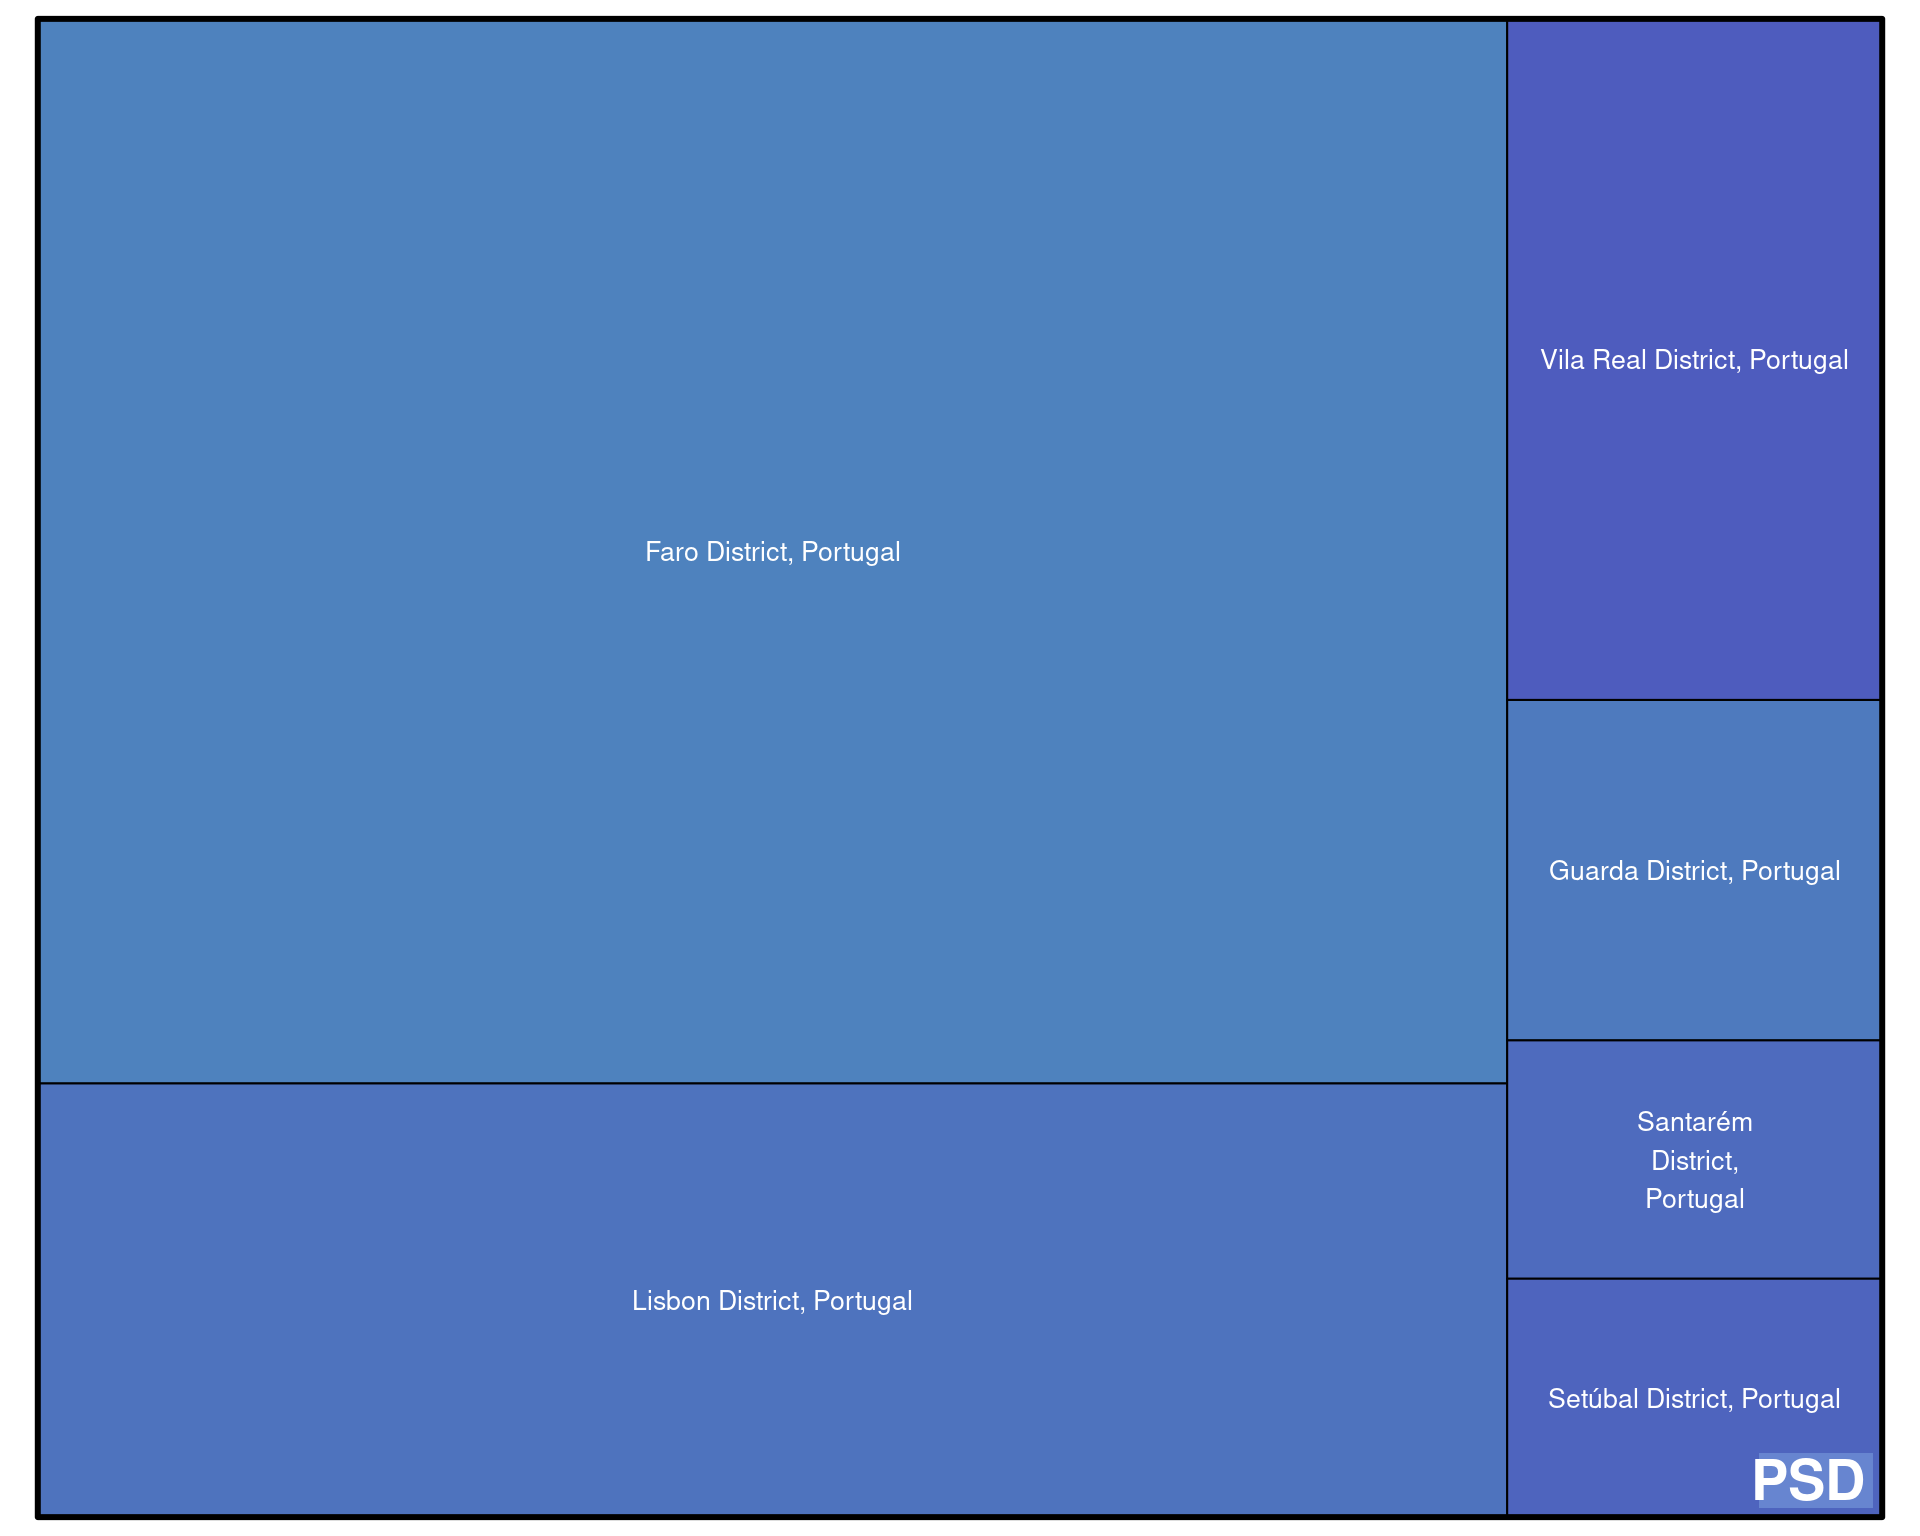 Faro District, Portugal
Lisbon District, Portugal
Vila Real District, Portugal
Guarda District, Portugal
Santarém
District,
Portugal
Setúbal District, Portugal
PSD